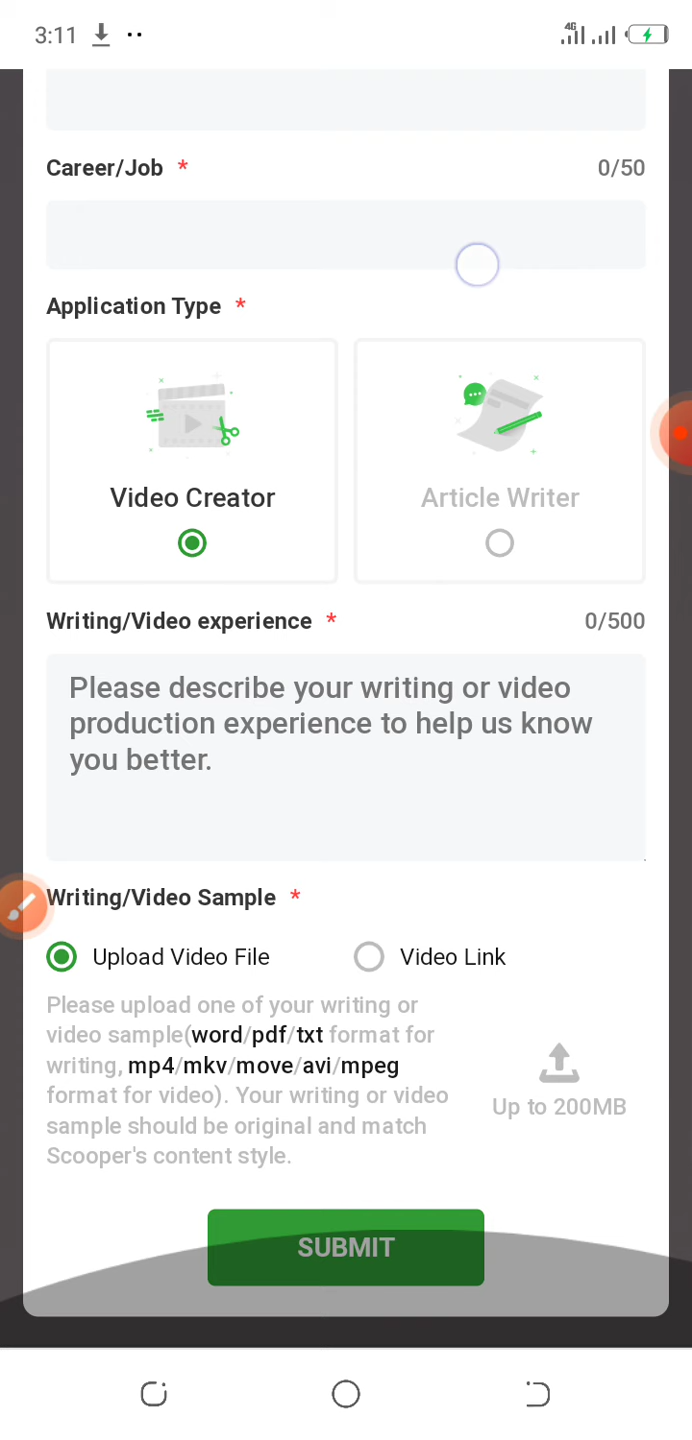 3:11
4G
Career/Job * 0/50
Application Type *
Video Creator
Article Writer
Writing/Video experience * 0/500
Please describe your writing or video
production experience to help us know
you better.
Writing/Video Sample *
Upload Video File
Video Link
Please upload one of your writing or
video sample(word/pdf/txt format for
writing, mp4/mkv/move/avi/mpeg
format for video). Your writing or video
sample should be original and match
Scooper's content style.
Up to 200MB
SUBMIT